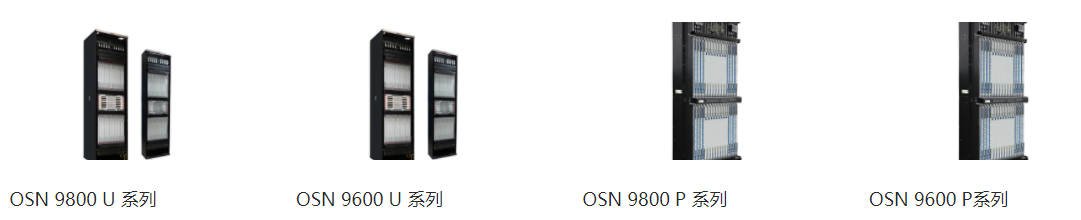 OSN 9800 U 系列
OSN 9600 U 系列
OSN 9800 P 系列
OSN 9600 P系列